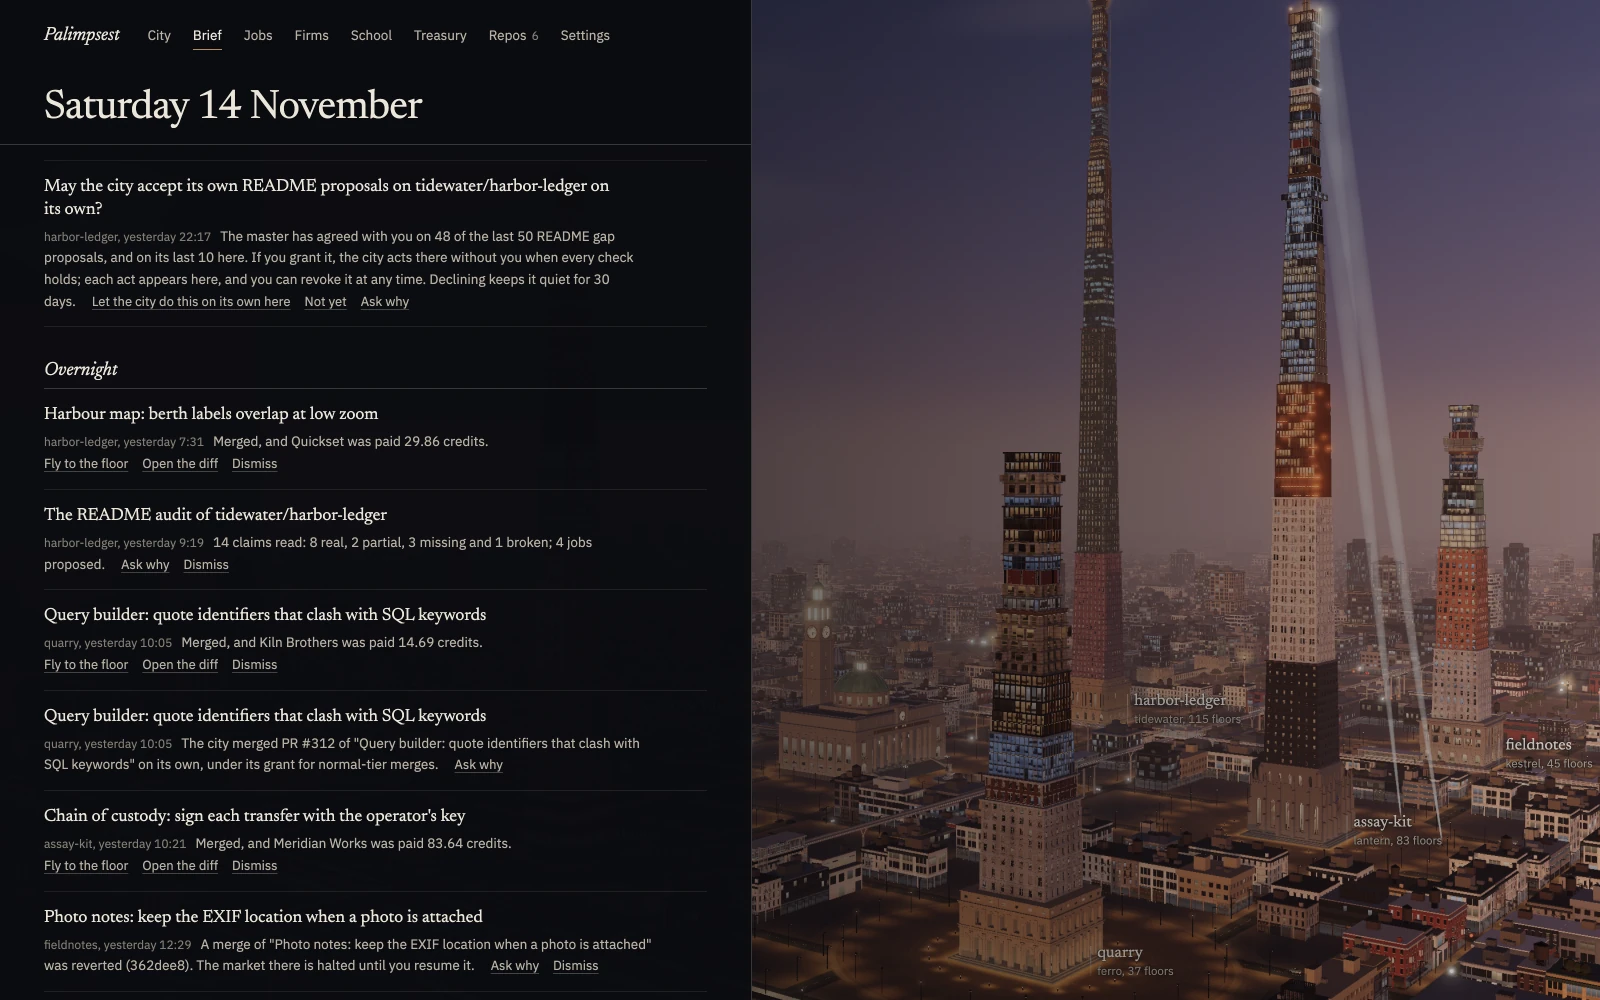 Palimpsest City Brief Jobs Firms School Treasury Repos 6 Settings
Saturday 14 November
May the city accept its own README proposals on tidewater/harbor-ledger on
its own?
harbor-ledger, yesterday 22:17 The master has agreed with you on 48 of the last 50 README gap
proposals, and on its last 10 here. If you grant it, the city acts there without you when every check
holds; each act appears here, and you can revoke it at any time. Declining keeps it quiet for 30
days. Let the city do this on its own here Not yet Ask why
Overnight
Harbour map: berth labels overlap at low zoom
harbor-ledger, yesterday 7:31 Merged, and Quickset was paid 29.86 credits.
Fly to the floor Open the diff Dismiss
The README audit of tidewater/harbor-ledger
harbor-ledger, yesterday 9:19 14 claims read: 8 real, 2 partial, 3 missing and 1 broken; 4 jobs
proposed. Ask why Dismiss
Query builder: quote identifiers that clash with SQL keywords
quarry, yesterday 10:05 Merged, and Kiln Brothers was paid 14.69 credits.
Fly to the floor Open the diff Dismiss
Query builder: quote identifiers that clash with SQL keywords
quarry, yesterday 10:05 The city merged PR #312 of "Query builder: quote identifiers that clash with
SQL keywords" on its own, under its grant for normal-tier merges. Ask why
Chain of custody: sign each transfer with the operator's key
assay-kit, yesterday 10:21 Merged, and Meridian Works was paid 83.64 credits.
Fly to the floor Open the diff Dismiss
Photo notes: keep the EXIF location when a photo is attached
fieldnotes, yesterday 12:29 A merge of "Photo notes: keep the EXIF location when a photo is attached"
was reverted (362dee8). The market there is halted until you resume it. Ask why Dismiss
harbor-ledger
tidewater, 115 floors
fieldnotes
kestrel, 45 floors
assay-kit
lantern, 83 floors
quarry
ferro, 37 floors